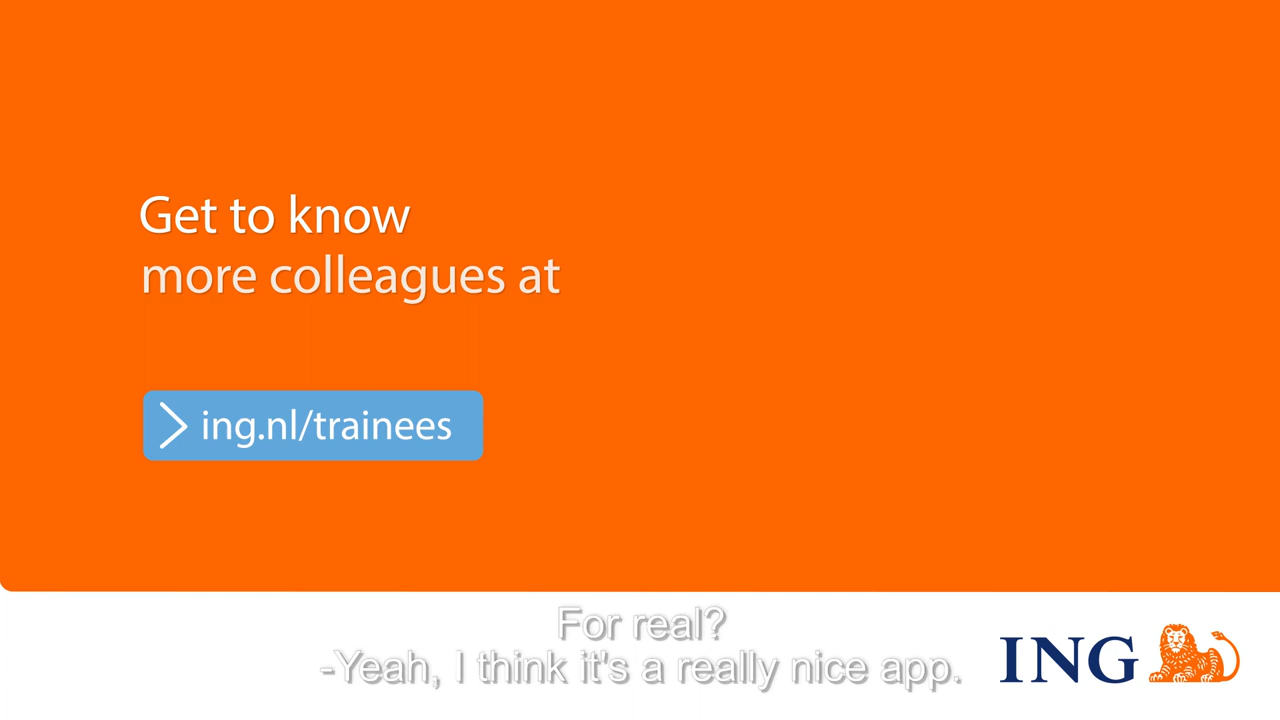 Get to know
more colleagues at
ing.nl/trainees
For real?
-Yeah, I think it's a really nice app.
ING